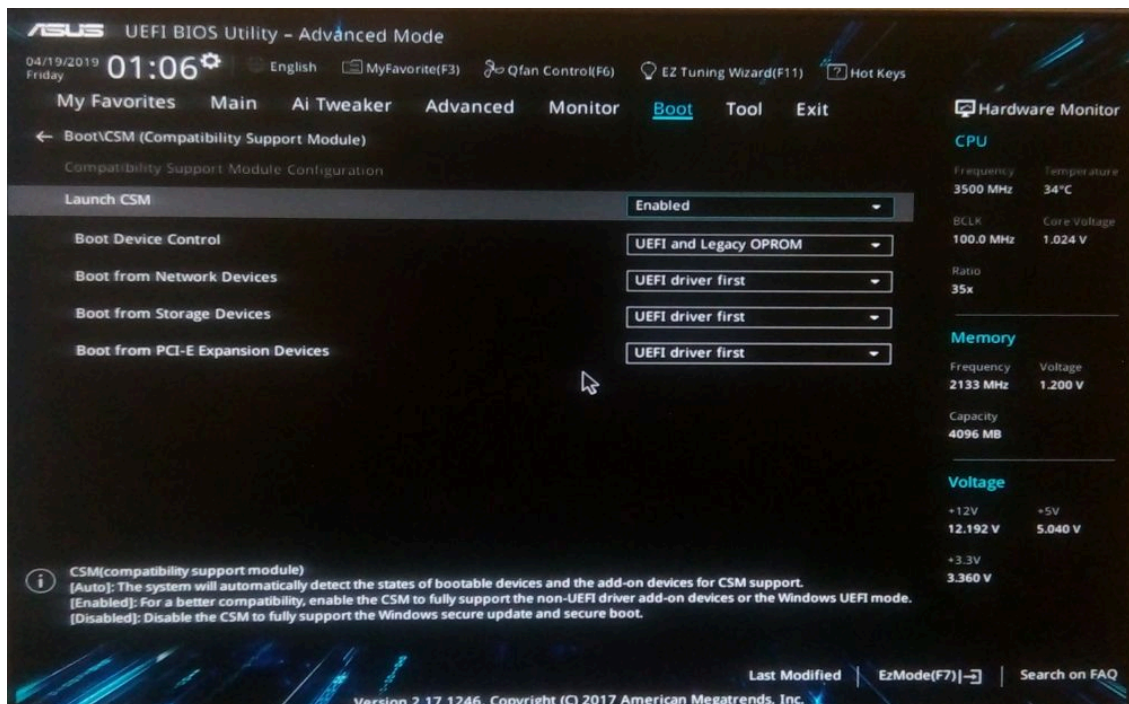 ASUS UEFI BIOS Utility – Advanced Mode
04/19/2019
Friday
01:06
English MyFavorite(F3) Qfan Control(F6) EZ Tuning Wizard(F11) ? Hot Keys
My Favorites Main Ai Tweaker Advanced Monitor Boot Tool Exit
← Boot\CSM (Compatibility Support Module)
Compatibility Support Module Configuration
Launch CSM Enabled
Boot Device Control UEFI and Legacy OPROM
Boot from Network Devices UEFI driver first
Boot from Storage Devices UEFI driver first
Boot from PCI-E Expansion Devices UEFI driver first
Hardware Monitor
CPU
Frequency Temperature
3500 MHz 34°C
BCLK Core Voltage
100.0 MHz 1.024 V
Ratio
35x
Memory
Frequency Voltage
2133 MHz 1.200 V
Capacity
4096 MB
Voltage
+12V +5V
12.192 V 5.040 V
+3.3V
3.360 V
CSM(compatibility support module)
[Auto]: The system will automatically detect the states of bootable devices and the add-on devices for CSM support.
[Enabled]: For a better compatibility, enable the CSM to fully support the non-UEFI driver add-on devices or the Windows UEFI mode.
[Disabled]: Disable the CSM to fully support the Windows secure update and secure boot.
Last Modified EzMode(F7) Search on FAQ
Version 2.17.1246. Copyright (C) 2017 American Megatrends, Inc.